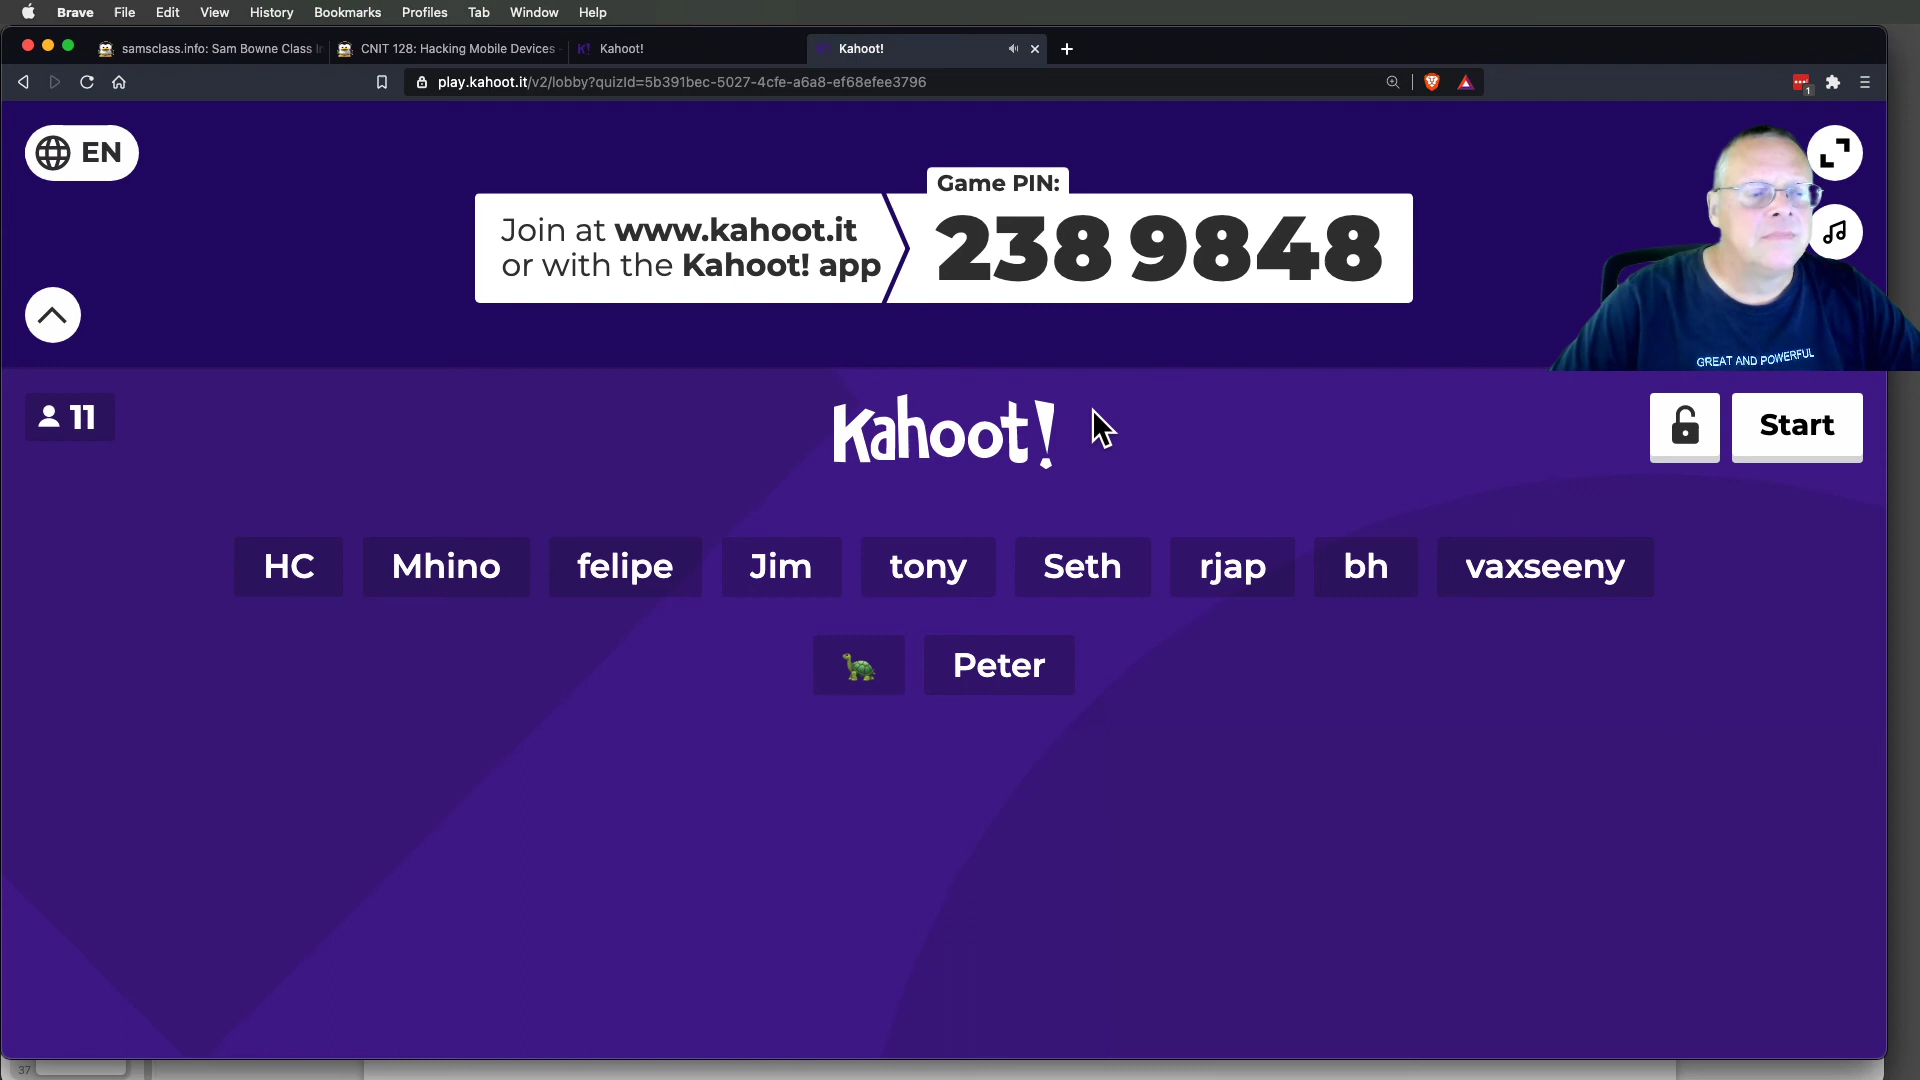 Brave File Edit View History Bookmarks Profiles Tab Window Help
samsclass.info: Sam Bowne Class I
CNIT 128: Hacking Mobile Devices
Kahoot!
Kahoot!
play.kahoot.it/v2/lobby?quizId=5b391bec-5027-4cfe-a6a8-ef68efee3796
1
EN
Game PIN:
Join at www.kahoot.it
or with the Kahoot! app
238 9848
GREAT AND POWERFUL
11
Kahoot!
Start
HC Mhino felipe Jim tony Seth rjap bh vaxseeny
Peter
37